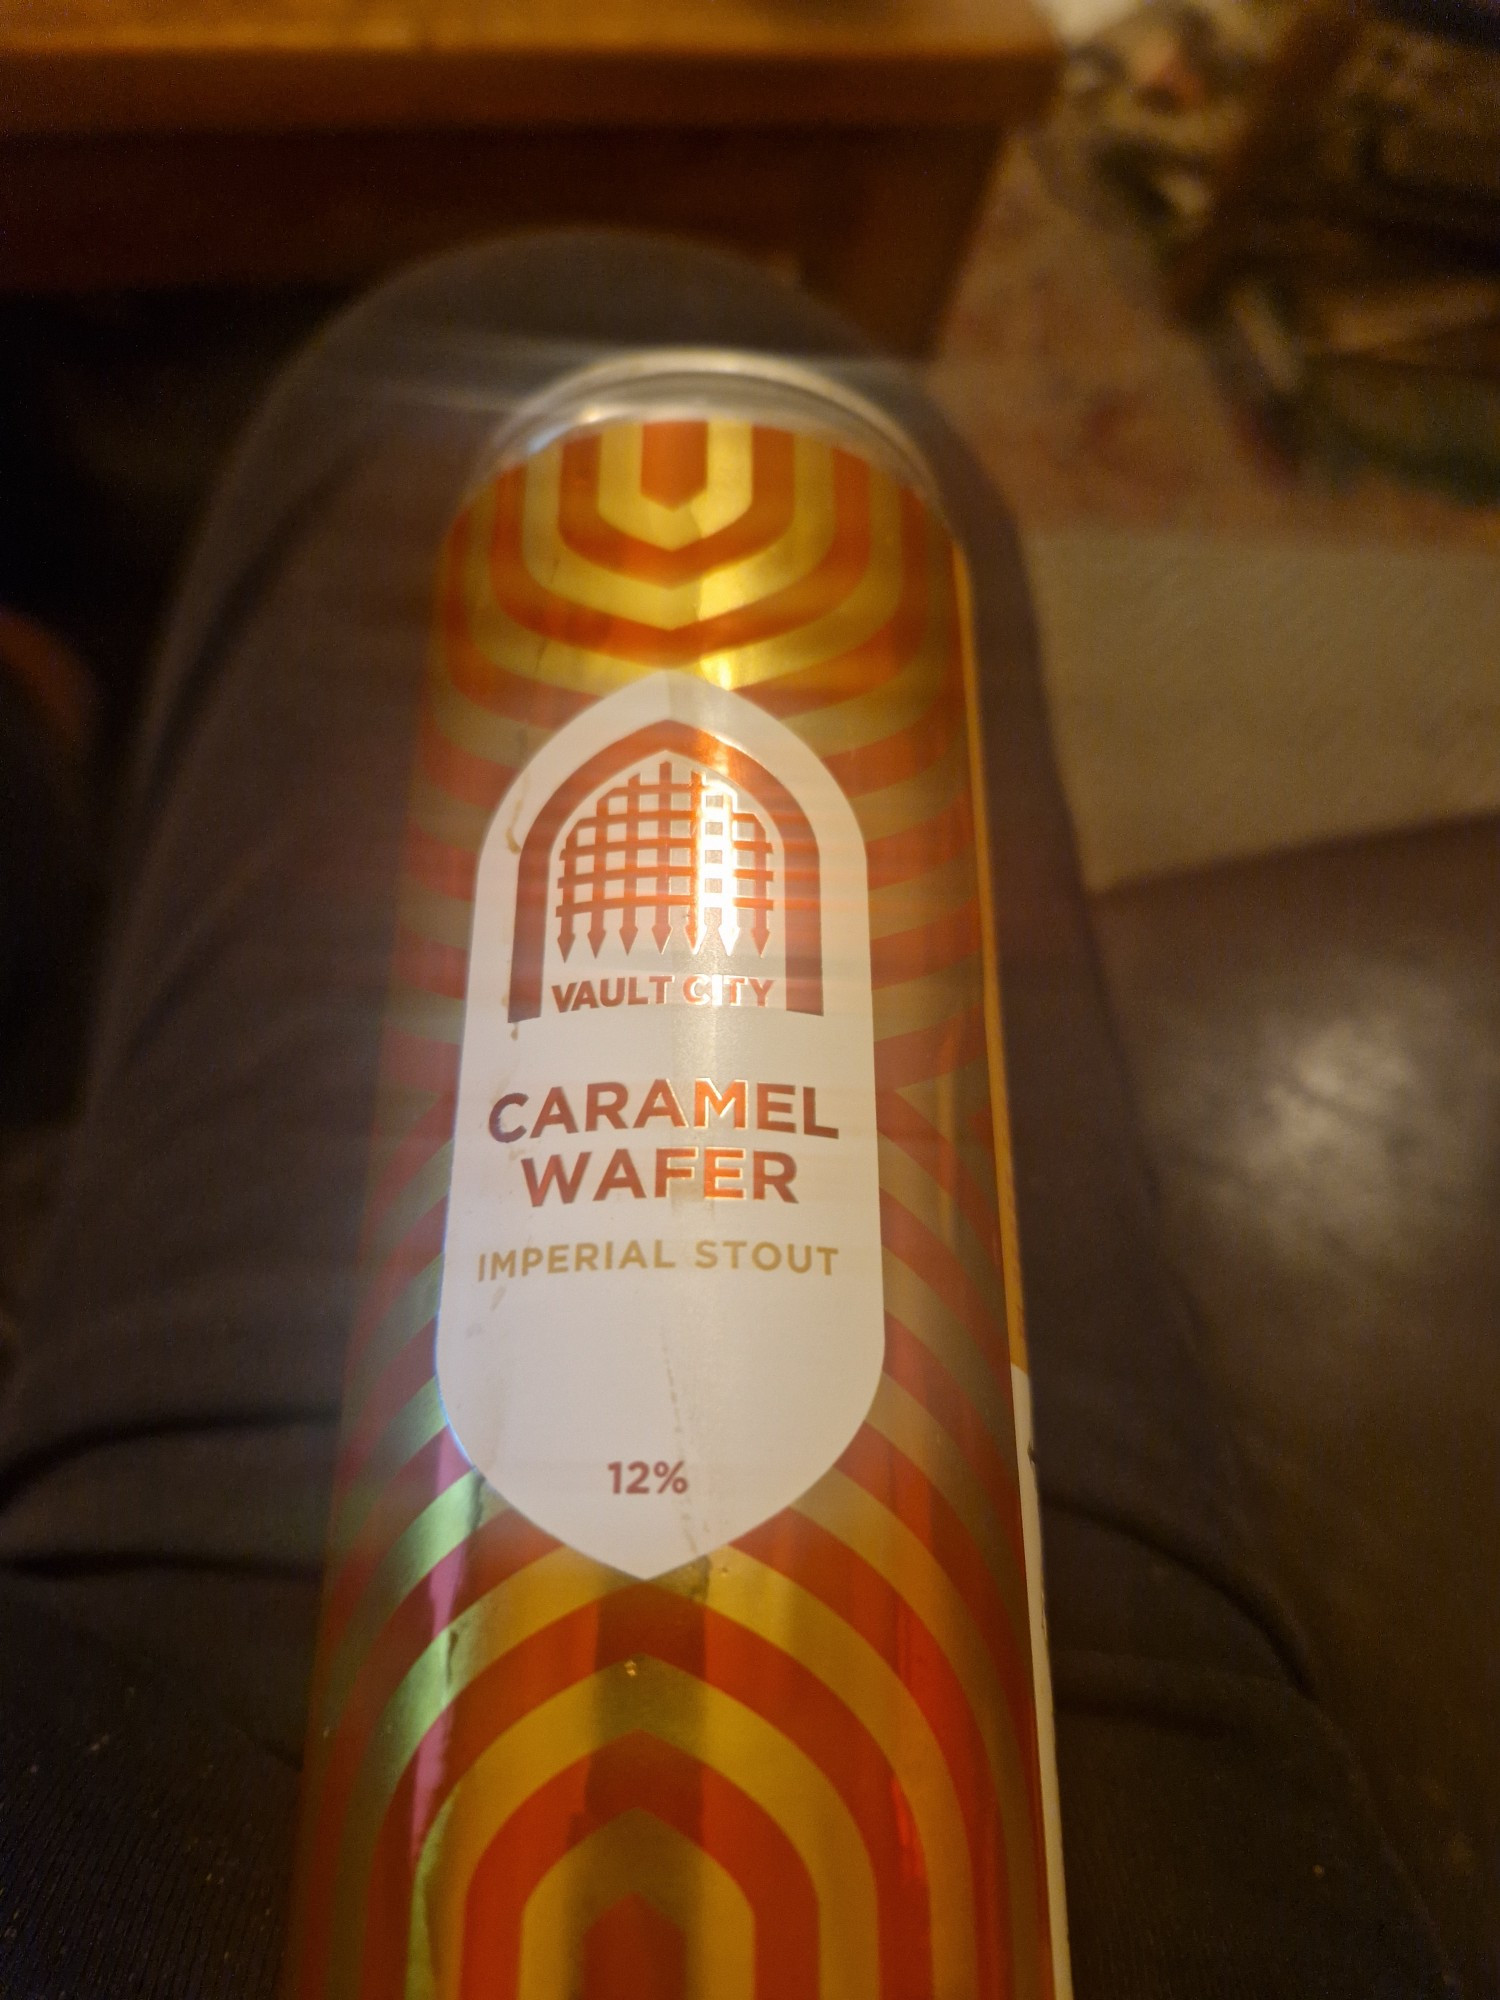 VAULT CITY
CARAMEL
WAFER
IMPERIAL STOUT
12%